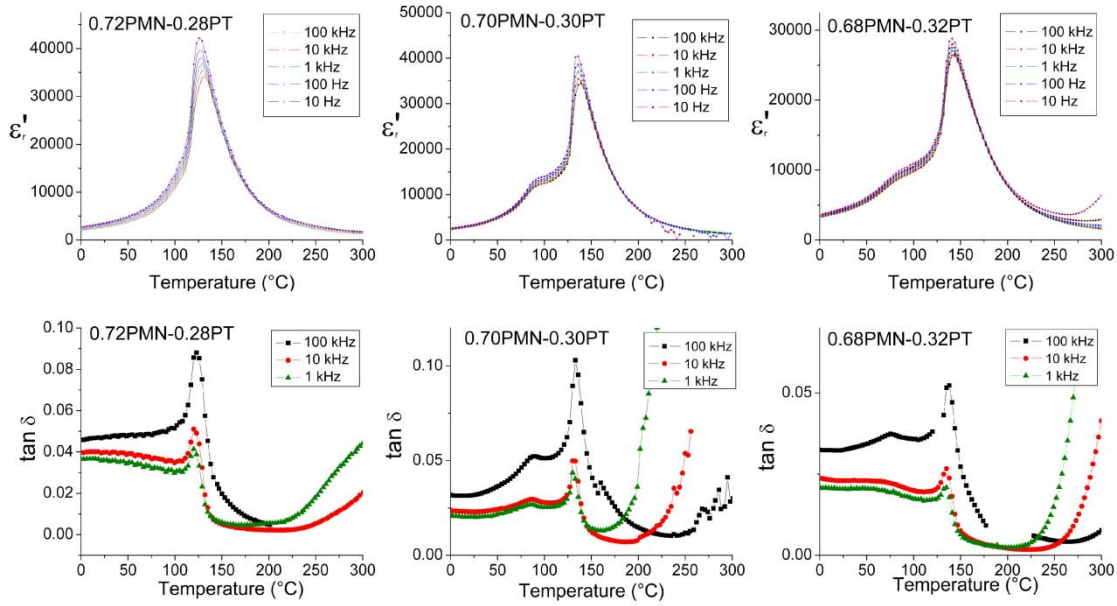 0.72PMN-0.28PT
100 kHz
10 kHz
1 kHz
100 Hz
10 Hz
εr'
40000
30000
20000
10000
0
0 50 100 150 200 250 300
Temperature (°C)
0.70PMN-0.30PT
100 kHz
10 kHz
1 kHz
100 Hz
10 Hz
εr'
50000
40000
30000
20000
10000
0
0 50 100 150 200 250 300
Temperature (°C)
0.68PMN-0.32PT
100 kHz
10 kHz
1 kHz
100 Hz
10 Hz
εr'
30000
20000
10000
0
0 50 100 150 200 250 300
Temperature (°C)
0.72PMN-0.28PT
100 kHz
10 kHz
1 kHz
tan δ
0.10
0.08
0.06
0.04
0.02
0.00
0 50 100 150 200 250 300
Temperature (°C)
0.70PMN-0.30PT
100 kHz
10 kHz
1 kHz
tan δ
0.10
0.05
0.00
0 50 100 150 200 250 300
Temperature (°C)
0.68PMN-0.32PT
100 kHz
10 kHz
1 kHz
tan δ
0.05
0.00
0 50 100 150 200 250 300
Temperature (°C)